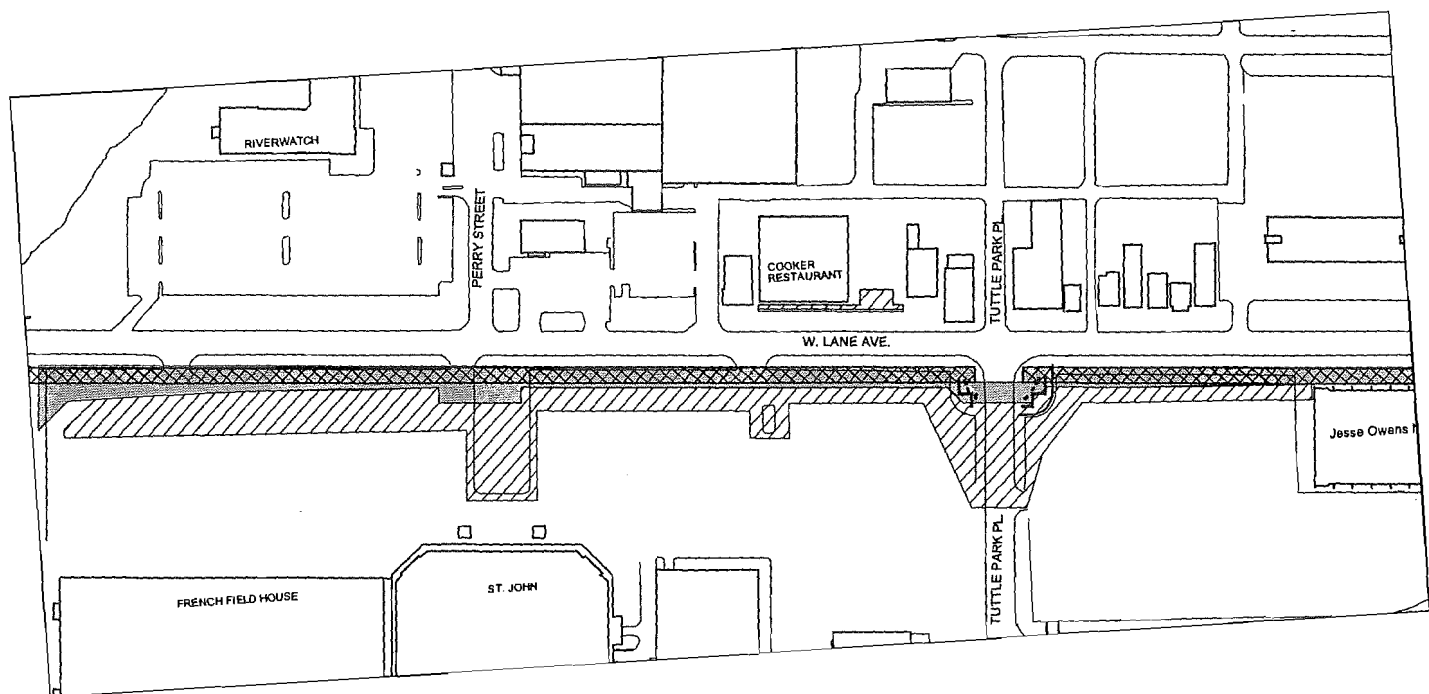 RIVERWATCH
PERRY STREET
COOKER
RESTAURANT
TUTTLE PARK PL
W. LANE AVE.
Jesse Owens
TUTTLE PARK PL
FRENCH FIELD HOUSE
ST. JOHN